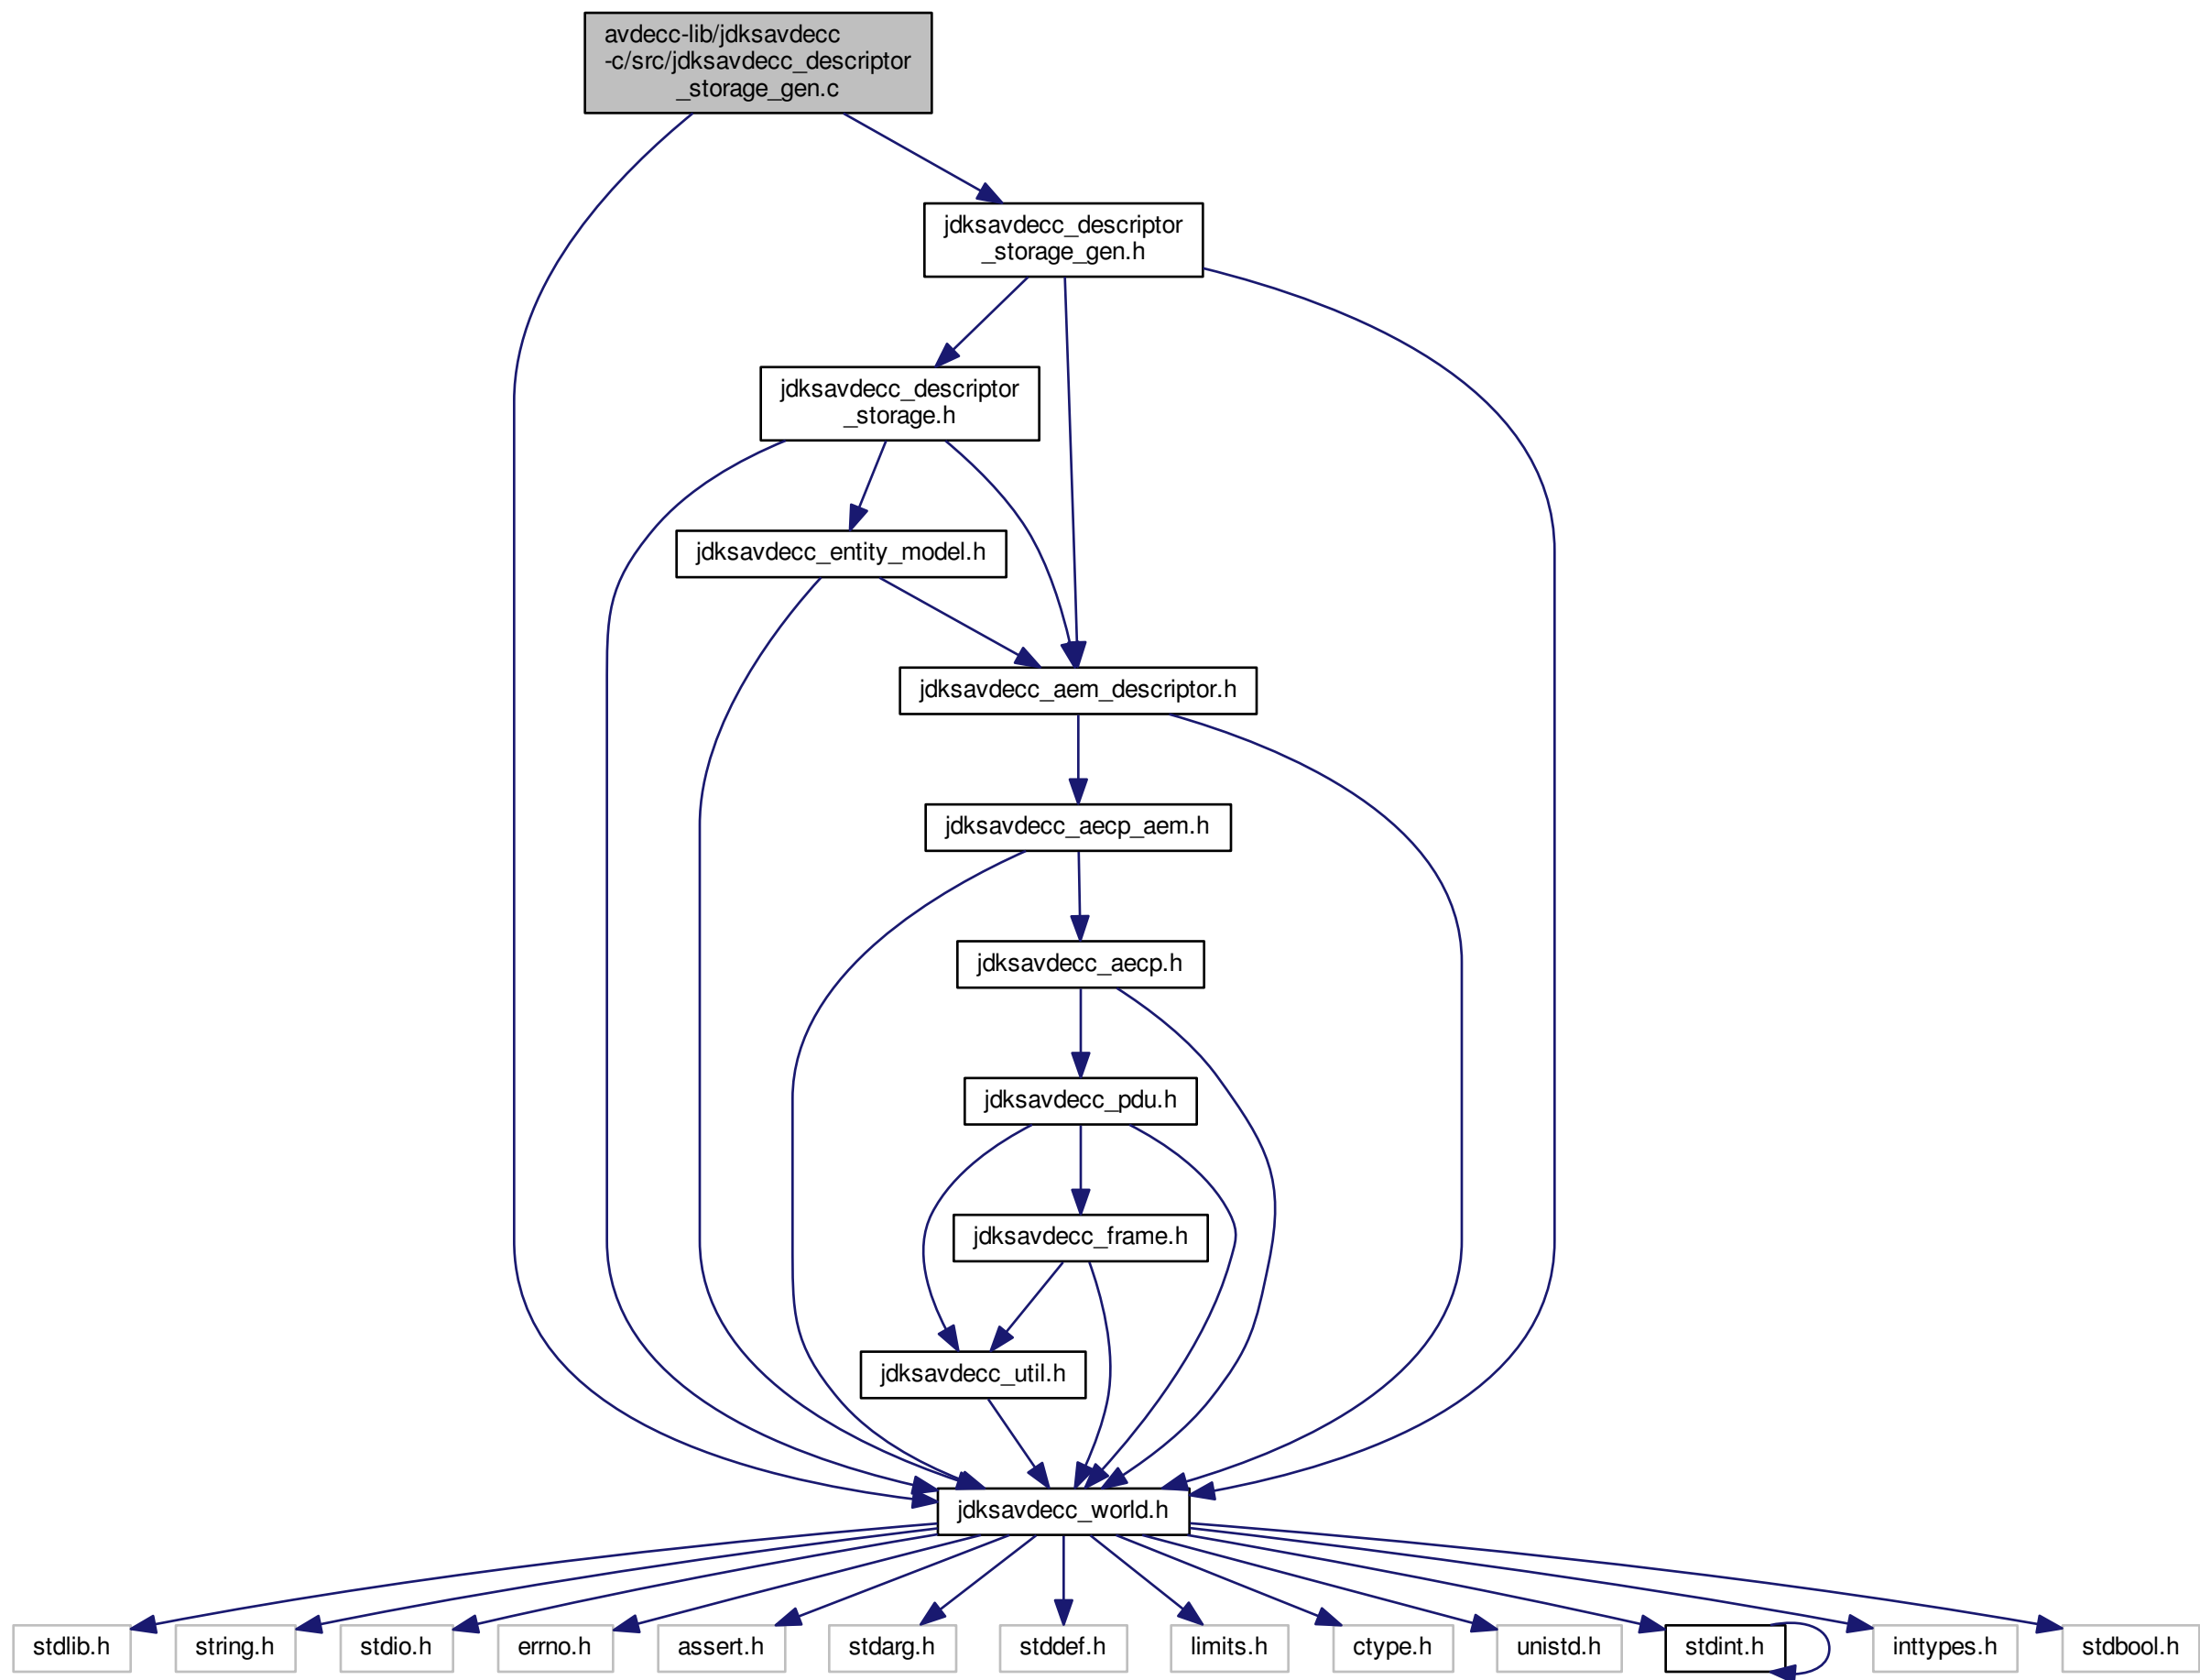 avdecc-lib/jdksavdecc
-c/src/jdksavdecc_descriptor
_storage_gen.c
jdksavdecc_descriptor
_storage_gen.h
jdksavdecc_descriptor
_storage.h
jdksavdecc_entity_model.h
jdksavdecc_aem_descriptor.h
jdksavdecc_aecp_aem.h
jdksavdecc_aecp.h
jdksavdecc_pdu.h
jdksavdecc_frame.h
jdksavdecc_util.h
jdksavdecc_world.h
stdlib.h
string.h
stdio.h
errno.h
assert.h
stdarg.h
stddef.h
limits.h
ctype.h
unistd.h
stdint.h
inttypes.h
stdbool.h